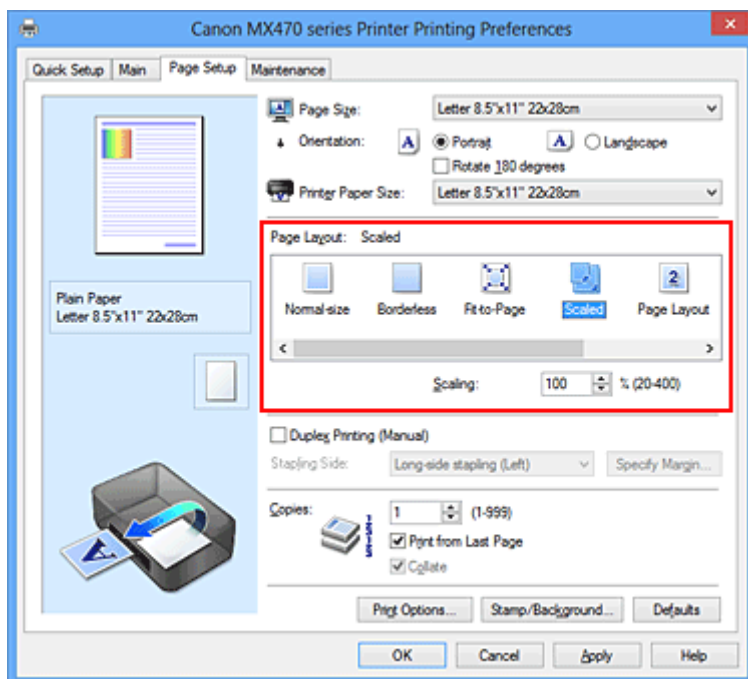 Canon MX470 series Printer Printing Preferences
Quick Setup Main Page Setup Maintenance
Page Size: Letter 8.5"x11" 22x28cm
Orientation: A Portrait A Landscape
Rotate 180 degrees
Printer Paper Size: Letter 8.5"x11" 22x28cm
Page Layout: Scaled
Normal-size Borderless Fit-to-Page Scaled 2 Page Layout
Scaling: 100 % (20-400)
Plain Paper
Letter 8.5"x11" 22x28cm
Duplex Printing (Manual)
Stapling Side: Long-side stapling (Left) Specify Margin...
Copies: 1 (1-999)
Print from Last Page
Collate
A
Print Options... Stamp/Background... Defaults
OK Cancel Apply Help